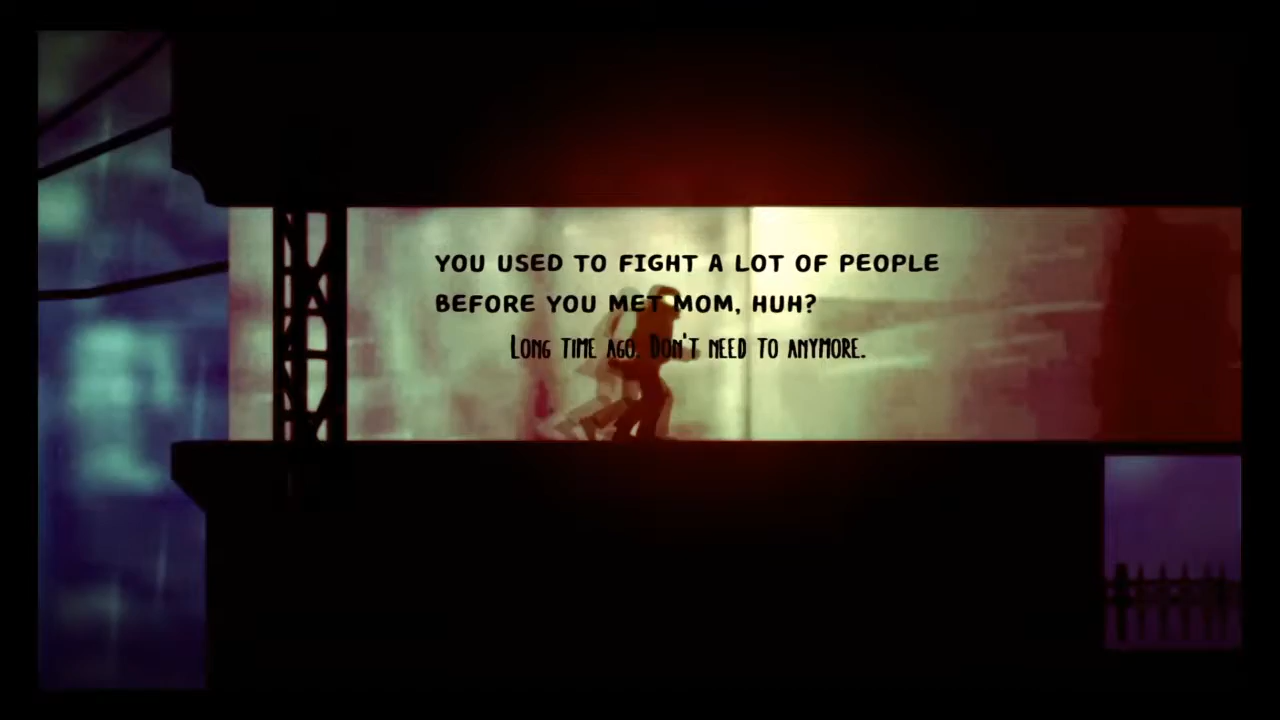 YOU USED TO FIGHT A LOT OF PEOPLE
BEFORE YOU MET MOM, HUH?
LONG TIME AGO. DON'T NEED TO ANYMORE.